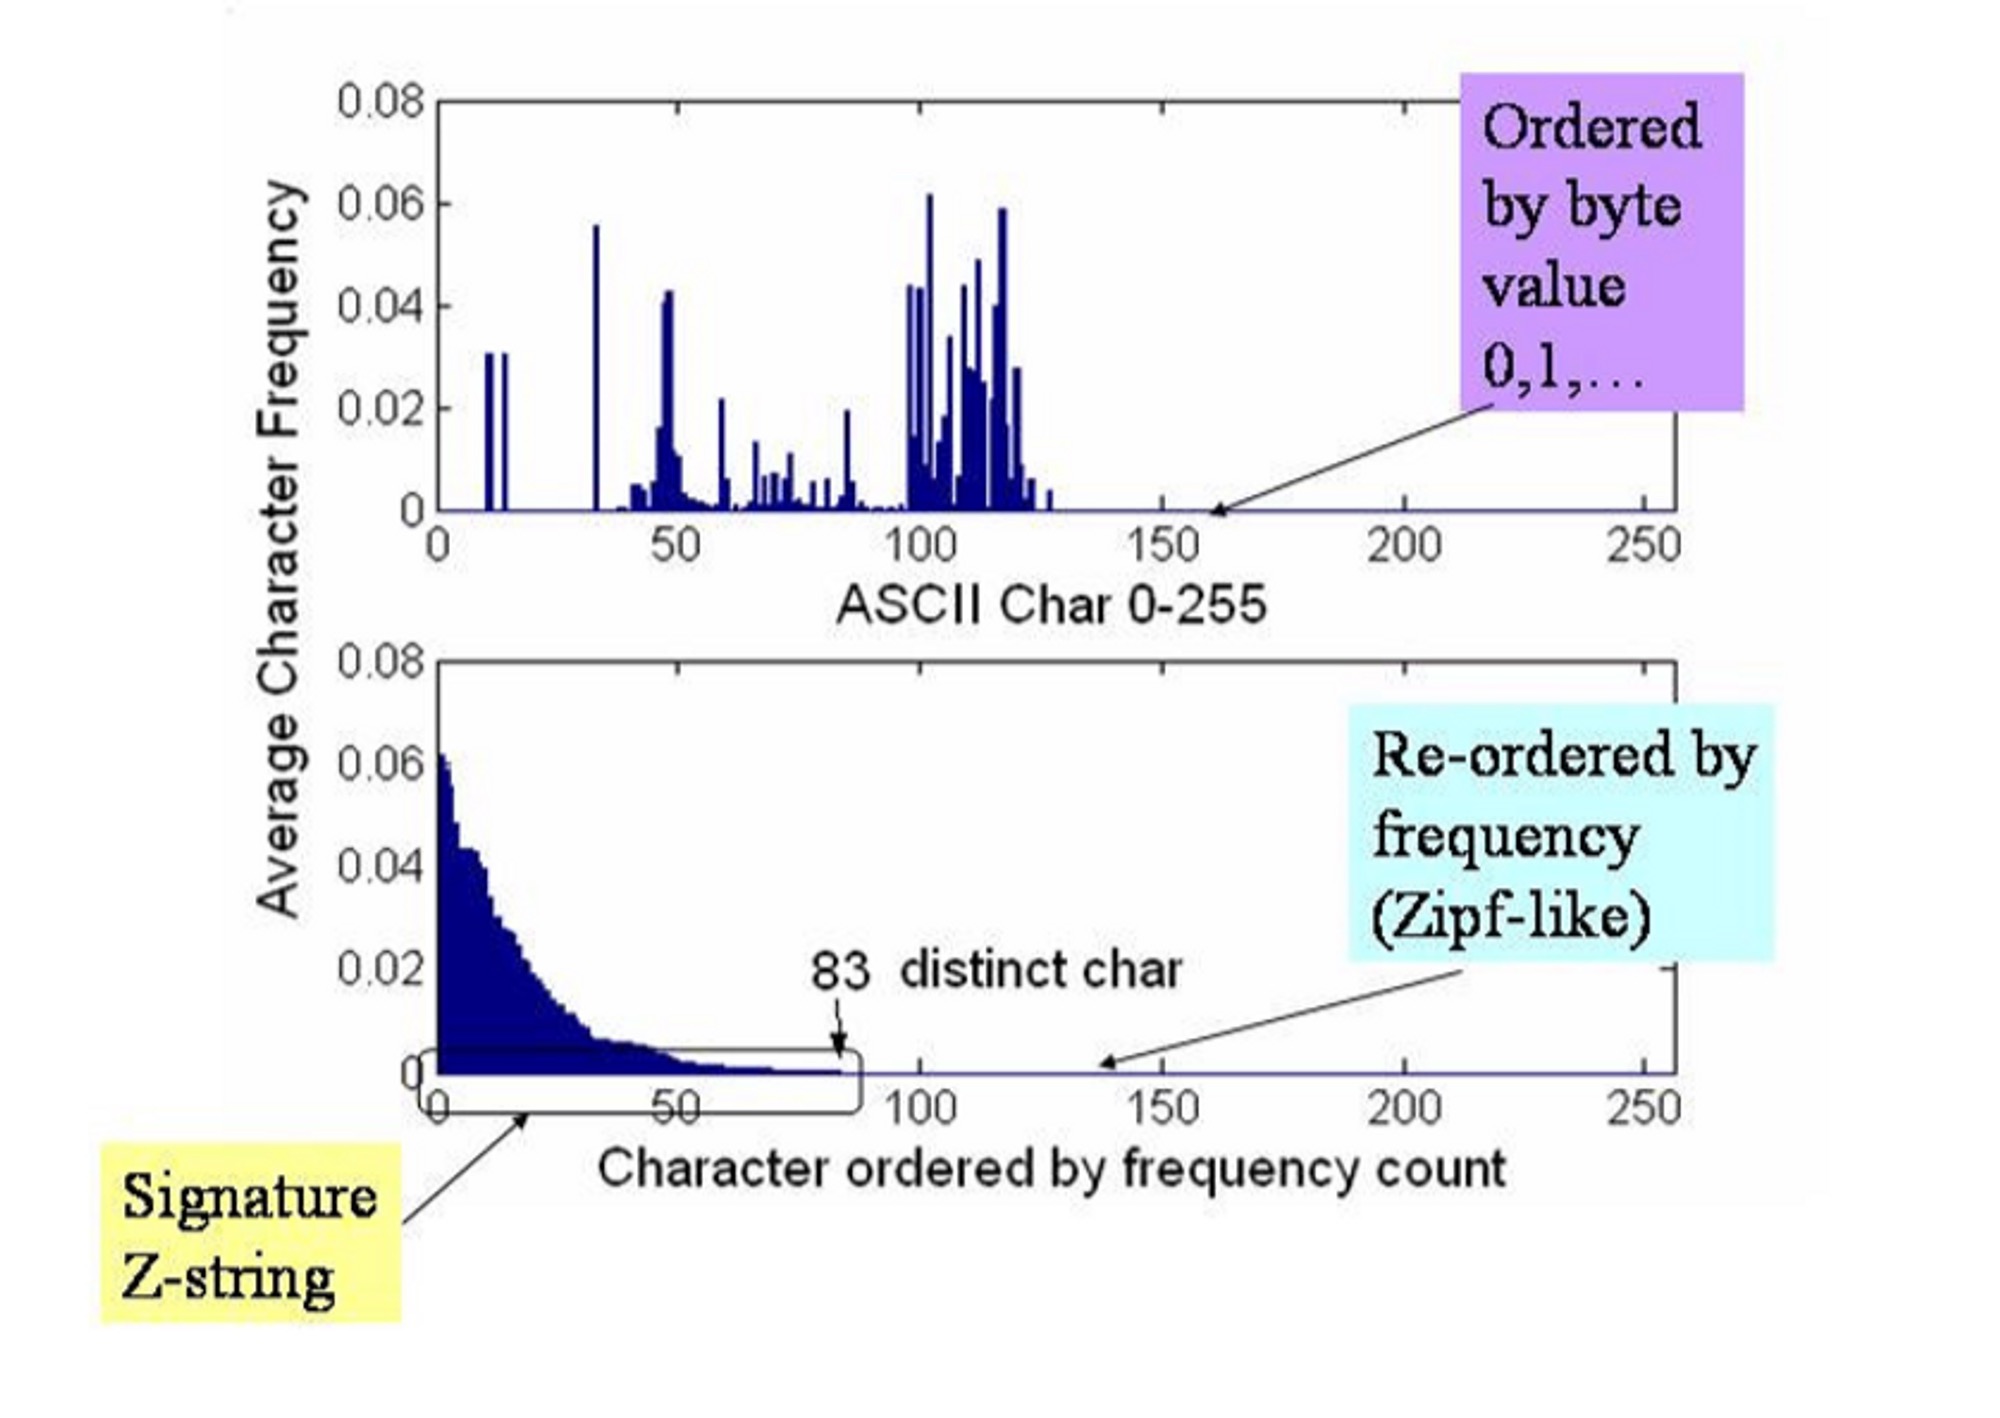 Average Character Frequency
0.08
0.06
0.04
0.02
0
0 50 100 150 200 250
ASCII Char 0-255
Ordered
by byte
value
0,1,...
0.08
0.06
0.04
0.02
0
0 50 100 150 200 250
Character ordered by frequency count
83 distinct char
Re-ordered by
frequency
(Zipf-like)
Signature
Z-string